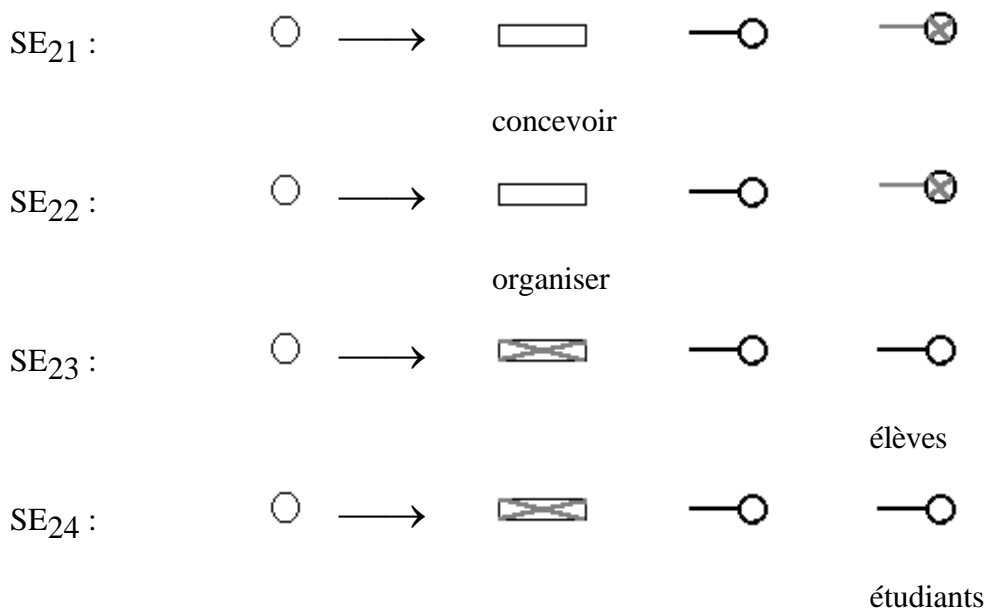 SE21 :
concevoir
SE22 :
organiser
SE23 :
élèves
SE24 :
étudiants